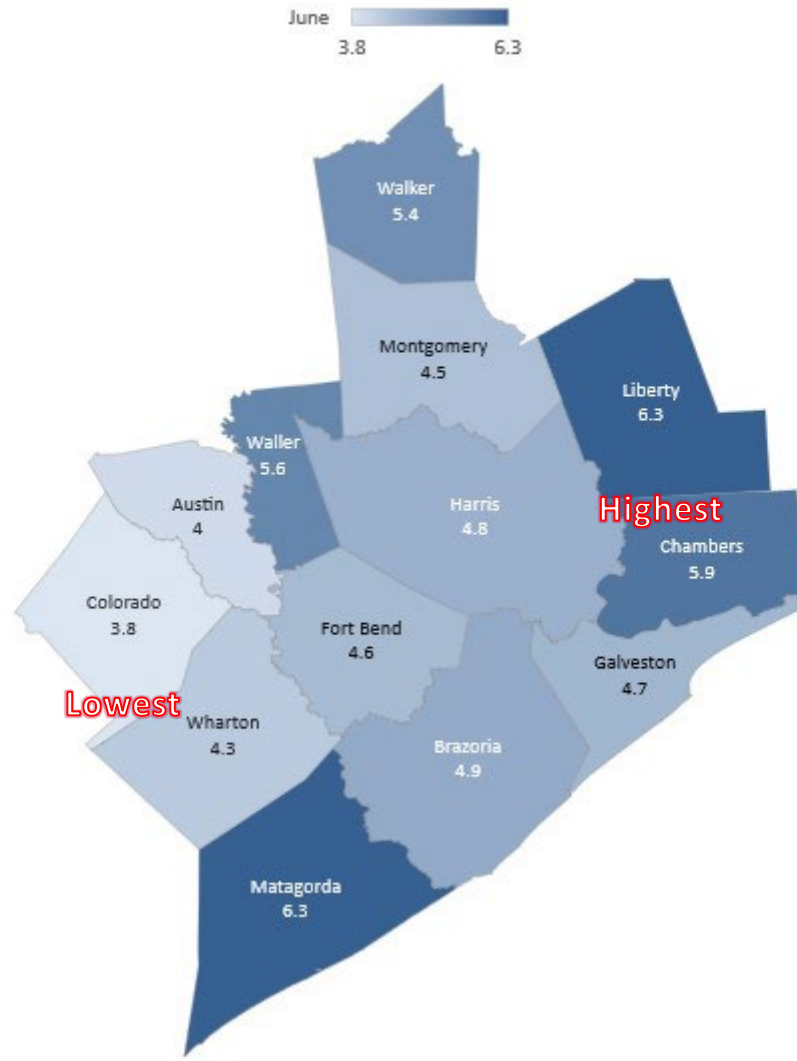 June
3.8 6.3
Walker
5.4
Montgomery
4.5
Liberty
6.3
Waller
5.6
Austin
4
Harris
4.8
Highest
Chambers
5.9
Colorado
3.8
Fort Bend
4.6
Galveston
4.7
Lowest
Wharton
4.3
Brazoria
4.9
Matagorda
6.3